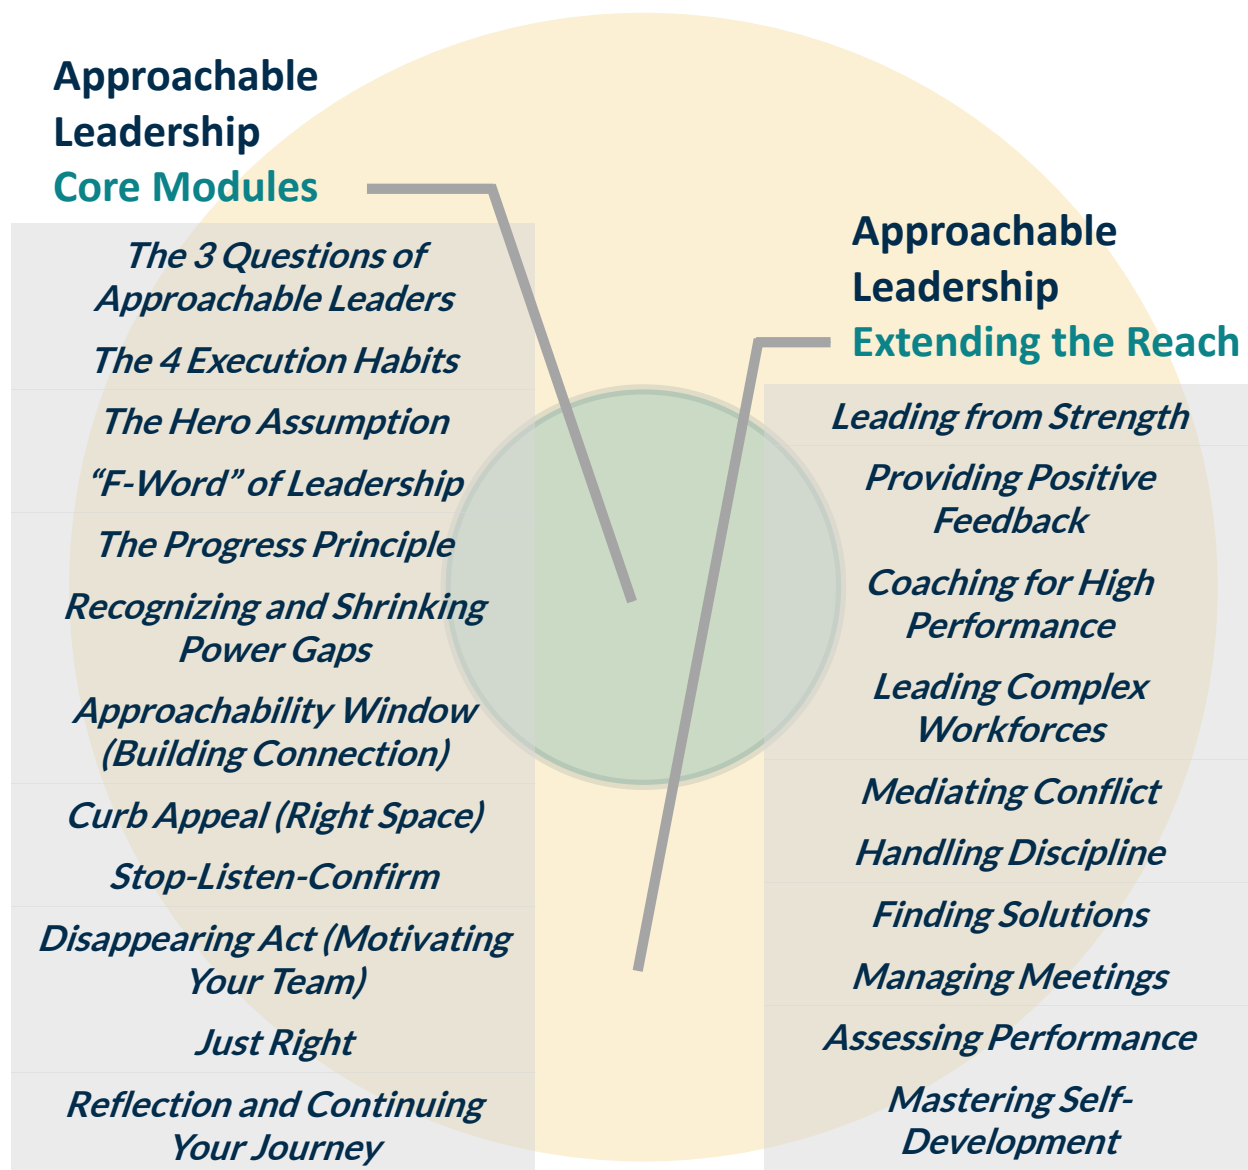 Approachable
Leadership
Core Modules
The 3 Questions of
Approachable Leaders
The 4 Execution Habits
The Hero Assumption
“F-Word” of Leadership
The Progress Principle
Recognizing and Shrinking
Power Gaps
Approachability Window
(Building Connection)
Curb Appeal (Right Space)
Stop-Listen-Confirm
Disappearing Act (Motivating
Your Team)
Just Right
Reflection and Continuing
Your Journey
Approachable
Leadership
Extending the Reach
Leading from Strength
Providing Positive
Feedback
Coaching for High
Performance
Leading Complex
Workforces
Mediating Conflict
Handling Discipline
Finding Solutions
Managing Meetings
Assessing Performance
Mastering Self-
Development